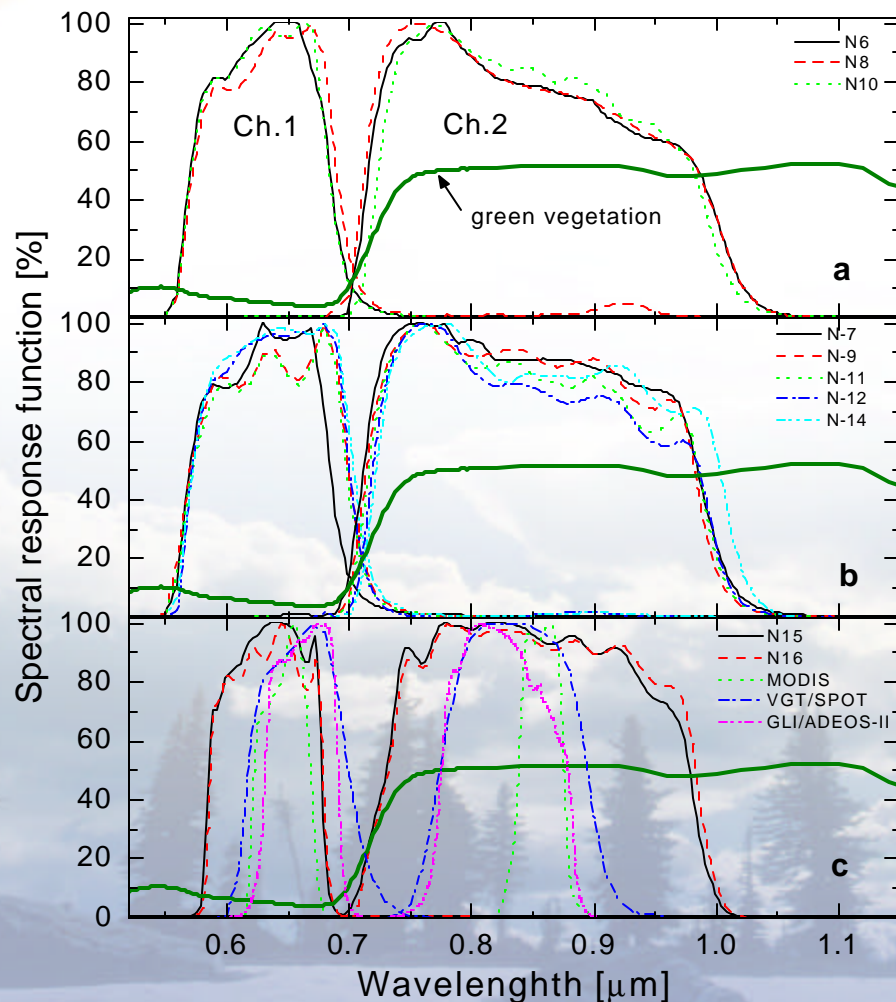 Spectral response function [%]
100
80
60
40
20
Ch.1
Ch.2
green vegetation
N6
N8
N10
a
100
80
60
40
20
N-7
N-9
N-11
N-12
N-14
b
100
80
60
40
20
0
N15
N16
MODIS
VGT/SPOT
GLI/ADEOS-II
c
0.6 0.7 0.8 0.9 1.0 1.1
Wavelenghth [μm]